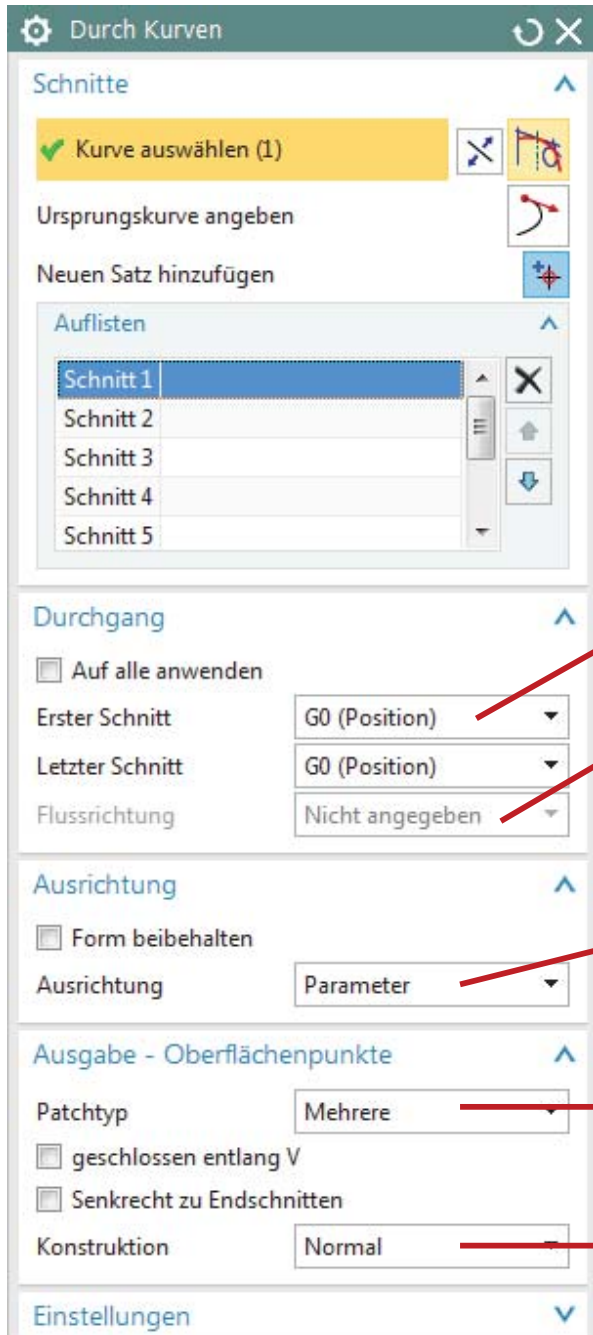 Durch Kurven
Schnitte
Kurve auswählen (1)
Ursprungskurve angeben
Neuen Satz hinzufügen
Auflisten
Schnitt 1
Schnitt 2
Schnitt 3
Schnitt 4
Schnitt 5
Durchgang
Auf alle anwenden
Erster Schnitt G0 (Position)
Letzter Schnitt G0 (Position)
Flussrichtung Nicht angegeben
Ausrichtung
Form beibehalten
Ausrichtung Parameter
Ausgabe - Oberflächenpunkte
Patchtyp Mehrere
geschlossen entlang V
Senkrecht zu Endschnitten
Konstruktion Normal
Einstellungen